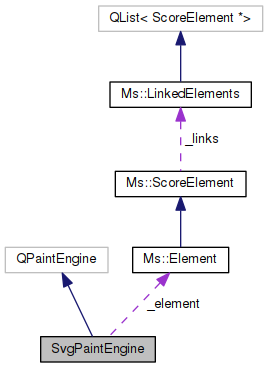 QList< ScoreElement *>
Ms::LinkedElements
_links
Ms::ScoreElement
QPaintEngine
Ms::Element
_element
SvgPaintEngine